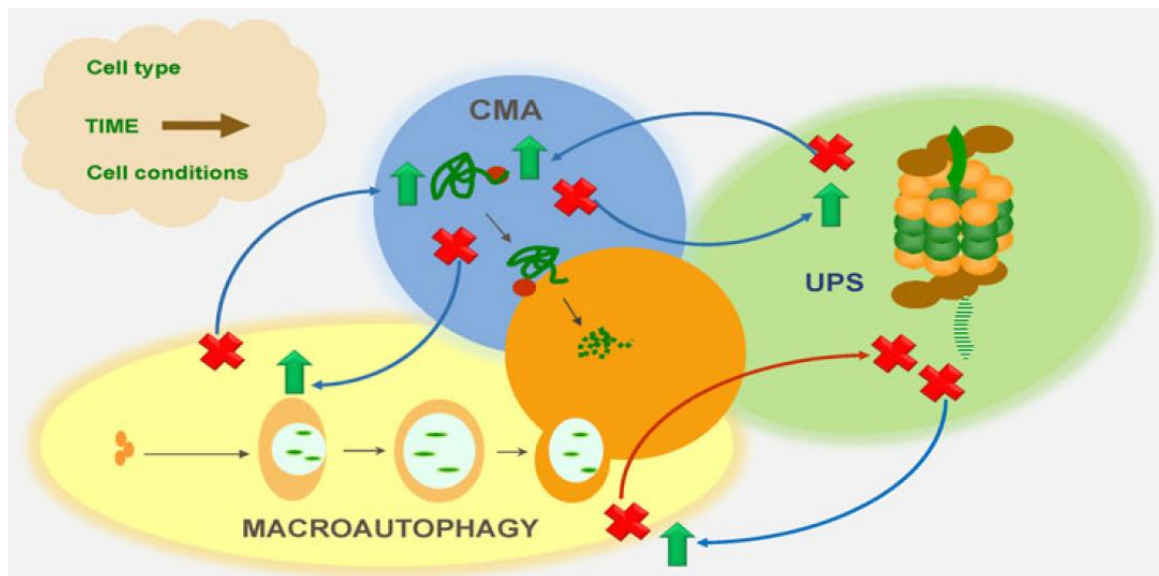 Cell type
TIME
Cell conditions
CMA
UPS
MACROAUTOPHAGY